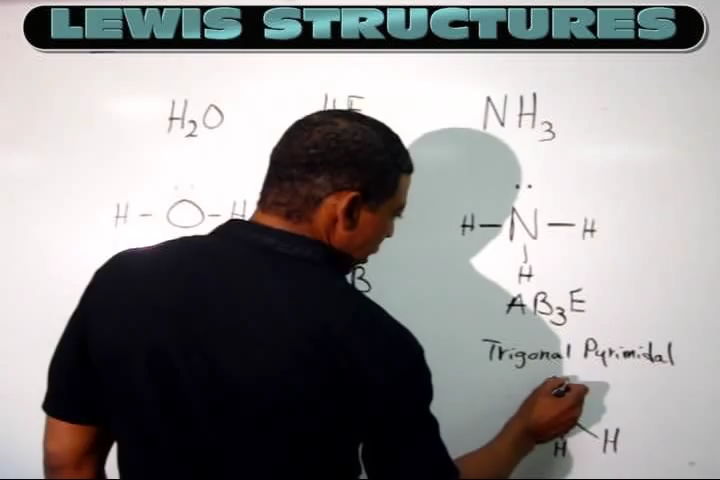 LEWIS STRUCTURES
H₂O
NH₃
H - O - H
H - N - H
H
B
AB₃E
Trigonal Pyrimidal
H H